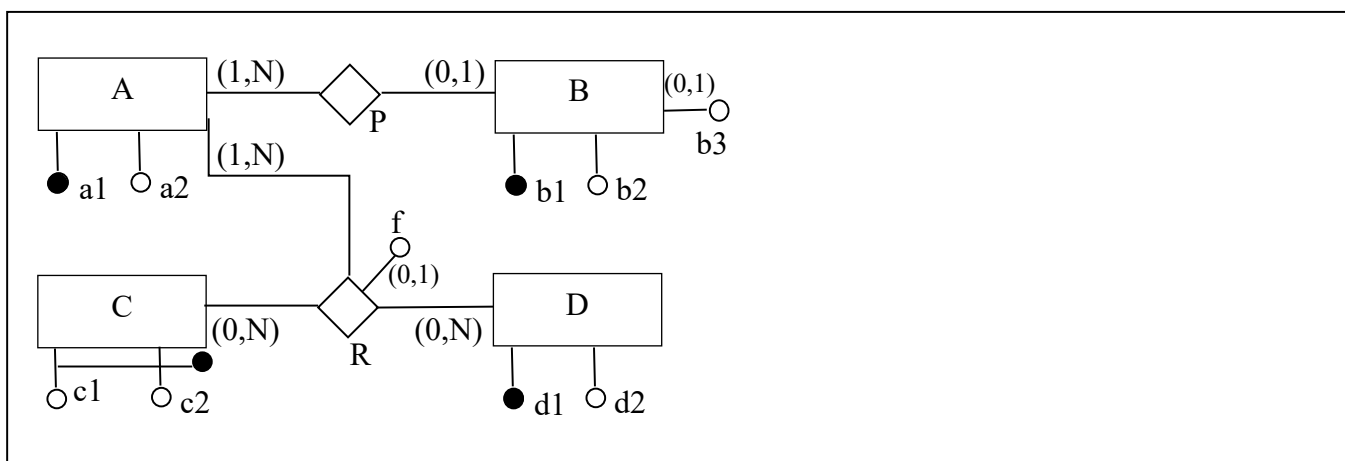 A (1,N) P (0,1) B (0,1) b3
a1 a2 b1 b2
(1,N)
f
(0,1)
C (0,N) R (0,N) D
c1 c2 d1 d2